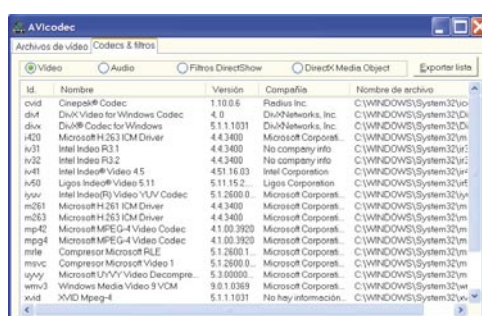 AVIcodec
Archivos de vídeo Codecs & filtros
Vídeo Audio Filtros DirectShow DirectX Media Object Exportar lista
Id. Nombre Versión Compañía Nombre de archivo
cvid Cinepak® Codec 1.10.0.6 Radius Inc. C:\WINDOWS\System32\ic
divf DivX Video for Windows Codec 4, 0 DivXNetworks, Inc. C:\WINDOWS\System32\Di
divx DivX® Codec for Windows 5.1.1.1031 DivXNetworks, Inc. C:\WINDOWS\System32\Di
i420 Microsoft H.263 ICM Driver 4.4.3400 Microsoft Corporati... C:\WINDOWS\System32\m
iv31 Intel Indeo R3.1 4.4.3400 No company info C:\WINDOWS\System32\ir3
iv32 Intel Indeo R3.2 4.4.3400 No company info C:\WINDOWS\System32\ir3
iv41 Intel Indeo® Video 4.5 4.51.16.03 Intel Corporation C:\WINDOWS\System32\ir4
iv50 Ligos Indeo® Video 5.11 5.11.15.2... Ligos Corporation C:\WINDOWS\System32\ir5
iyuv Intel Indeo(R) Video YUV Codec 5.1.2600.0... Microsoft Corporati... C:\WINDOWS\System32\iy
m261 Microsoft H.261 ICM Driver 4.4.3400 Microsoft Corporati... C:\WINDOWS\System32\m
m263 Microsoft H.263 ICM Driver 4.4.3400 Microsoft Corporati... C:\WINDOWS\System32\m
mp42 Microsoft MPEG-4 Video Codec 4.1.00.3920 Microsoft Corporati... C:\WINDOWS\System32\m
mpg4 Microsoft MPEG-4 Video Codec 4.1.00.3920 Microsoft Corporati... C:\WINDOWS\System32\m
mrle Compresor Microsoft RLE 5.1.2600.1... Microsoft Corporati... C:\WINDOWS\System32\m
msvc Compresor Microsoft Video 1 5.1.2600.0... Microsoft Corporati... C:\WINDOWS\System32\m
uyvy Microsoft UYVY Video Decompre... 5.3.00000... Microsoft Corporati... C:\WINDOWS\System32\m
wmv3 Windows Media Video 9 VCM 9.0.1.0369 Microsoft Corporati... C:\WINDOWS\System32\w
xvid XVID Mpeg-4 5.1.1.1031 No hay información... C:\WINDOWS\System32\xv